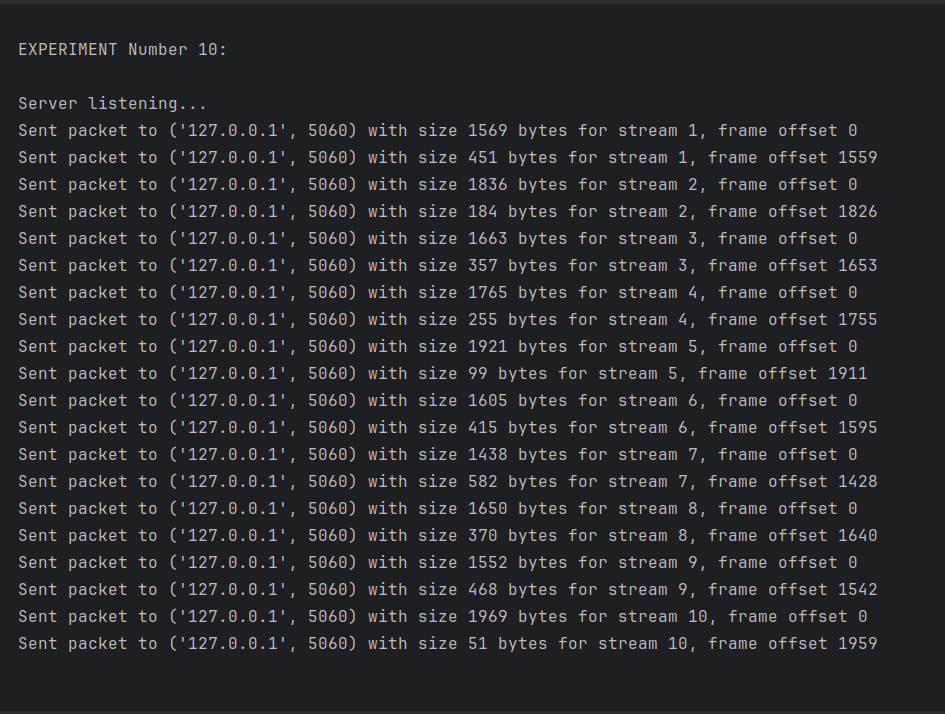 EXPERIMENT Number 10:
Server listening...
Sent packet to ('127.0.0.1', 5060) with size 1569 bytes for stream 1, frame offset 0
Sent packet to ('127.0.0.1', 5060) with size 451 bytes for stream 1, frame offset 1559
Sent packet to ('127.0.0.1', 5060) with size 1836 bytes for stream 2, frame offset 0
Sent packet to ('127.0.0.1', 5060) with size 184 bytes for stream 2, frame offset 1826
Sent packet to ('127.0.0.1', 5060) with size 1663 bytes for stream 3, frame offset 0
Sent packet to ('127.0.0.1', 5060) with size 357 bytes for stream 3, frame offset 1653
Sent packet to ('127.0.0.1', 5060) with size 1765 bytes for stream 4, frame offset 0
Sent packet to ('127.0.0.1', 5060) with size 255 bytes for stream 4, frame offset 1755
Sent packet to ('127.0.0.1', 5060) with size 1921 bytes for stream 5, frame offset 0
Sent packet to ('127.0.0.1', 5060) with size 99 bytes for stream 5, frame offset 1911
Sent packet to ('127.0.0.1', 5060) with size 1605 bytes for stream 6, frame offset 0
Sent packet to ('127.0.0.1', 5060) with size 415 bytes for stream 6, frame offset 1595
Sent packet to ('127.0.0.1', 5060) with size 1438 bytes for stream 7, frame offset 0
Sent packet to ('127.0.0.1', 5060) with size 582 bytes for stream 7, frame offset 1428
Sent packet to ('127.0.0.1', 5060) with size 1650 bytes for stream 8, frame offset 0
Sent packet to ('127.0.0.1', 5060) with size 370 bytes for stream 8, frame offset 1640
Sent packet to ('127.0.0.1', 5060) with size 1552 bytes for stream 9, frame offset 0
Sent packet to ('127.0.0.1', 5060) with size 468 bytes for stream 9, frame offset 1542
Sent packet to ('127.0.0.1', 5060) with size 1969 bytes for stream 10, frame offset 0
Sent packet to ('127.0.0.1', 5060) with size 51 bytes for stream 10, frame offset 1959